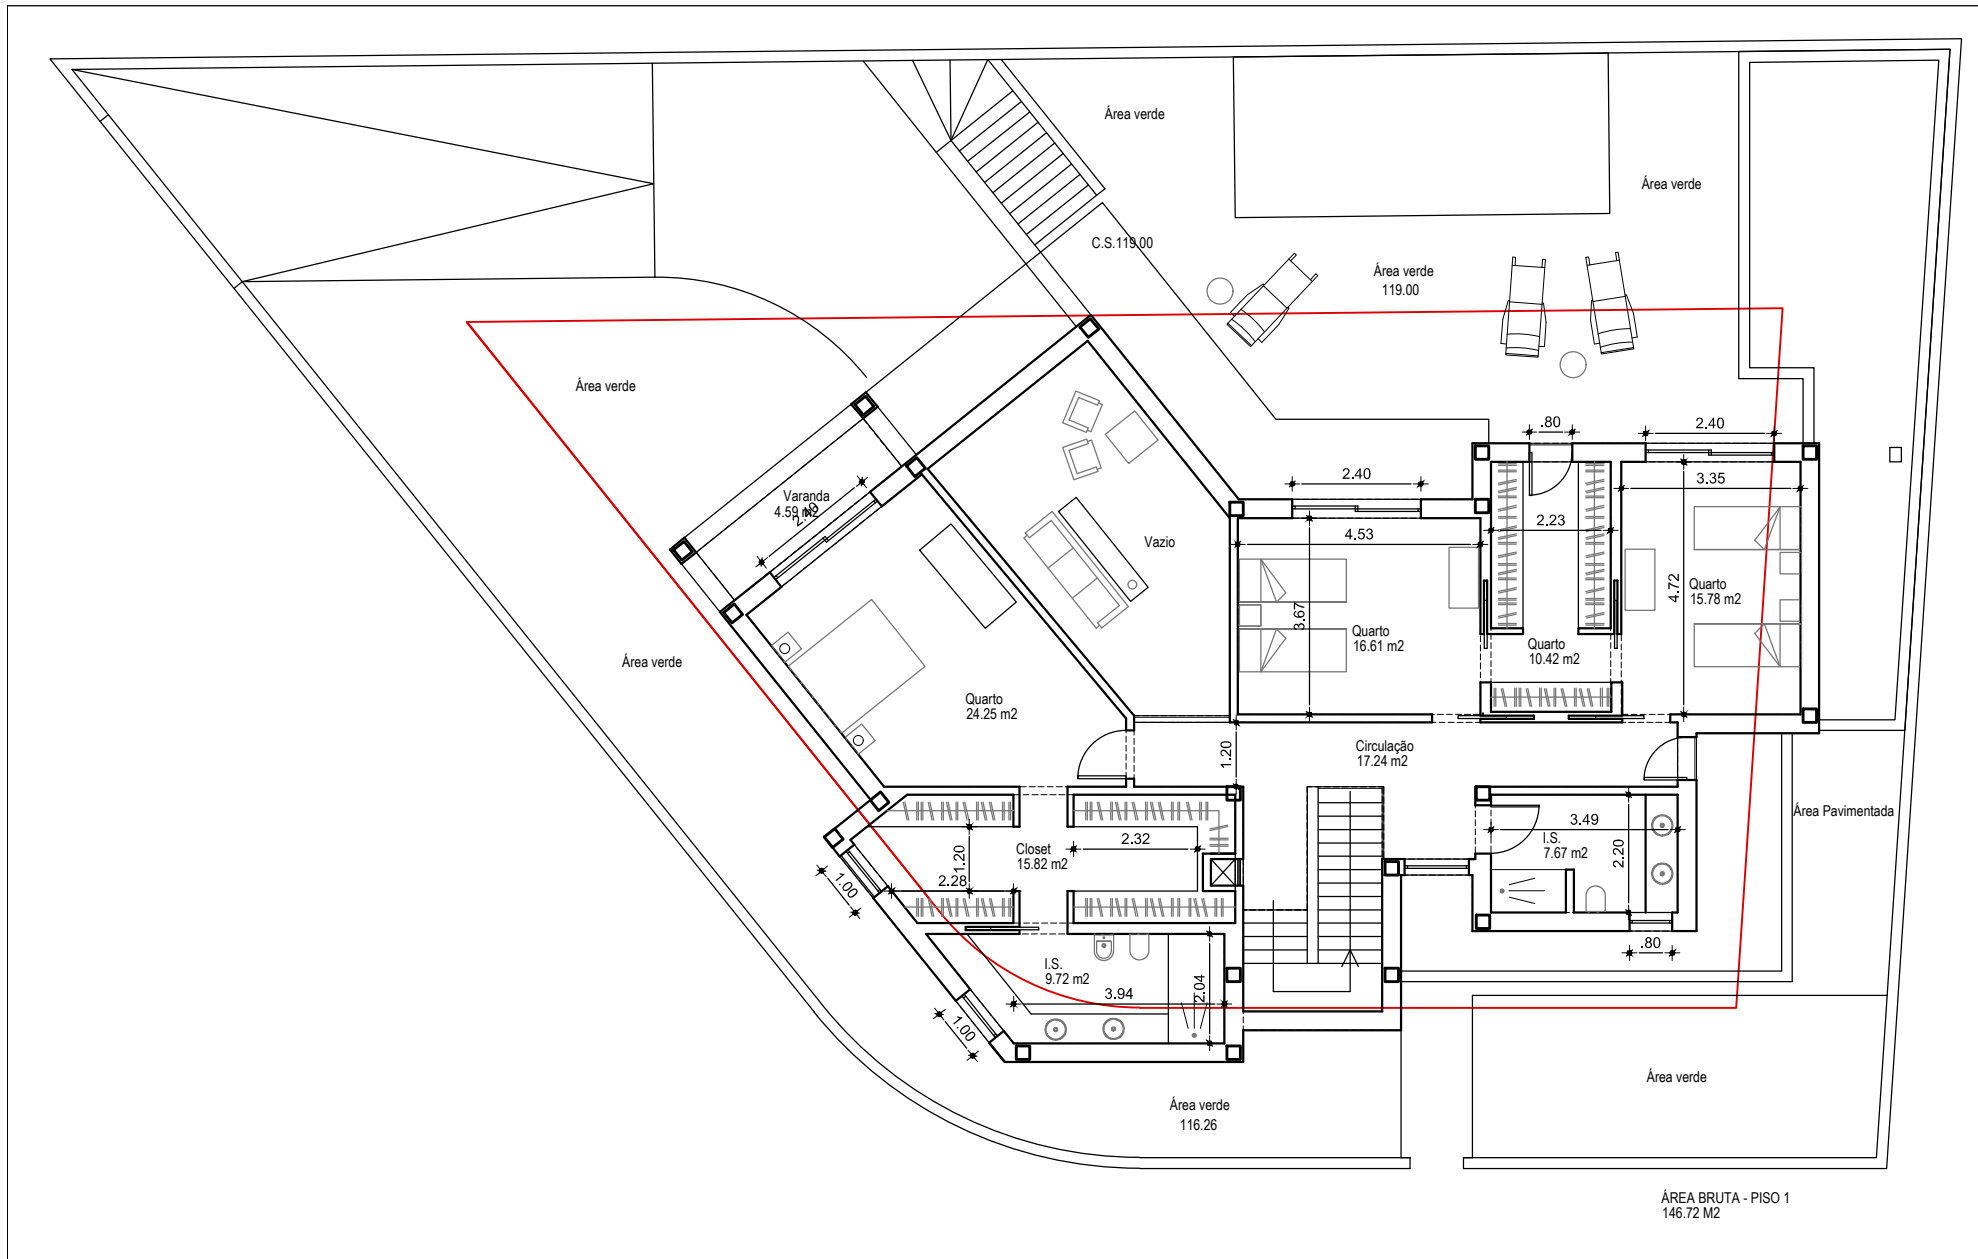 Área verde
Área verde
C.S.119.00
Área verde
119.00
Área verde
.80
2.40
2.40
3.35
Varanda
4.59 m2
2.40
2.23
4.53
Vazio
4.72
Quarto
15.78 m2
3.67
Quarto
16.61 m2
Quarto
10.42 m2
Área verde
Quarto
24.25 m2
1.20
Circulação
17.24 m2
Área Pavimentada
3.49
I.S.
7.67 m2
2.20
2.32
Closet
15.82 m2
1.20
2.28
1.00
.80
I.S.
9.72 m2
3.94
2.04
1.00
Área verde
Área verde
116.26
ÁREA BRUTA - PISO 1
146.72 M2